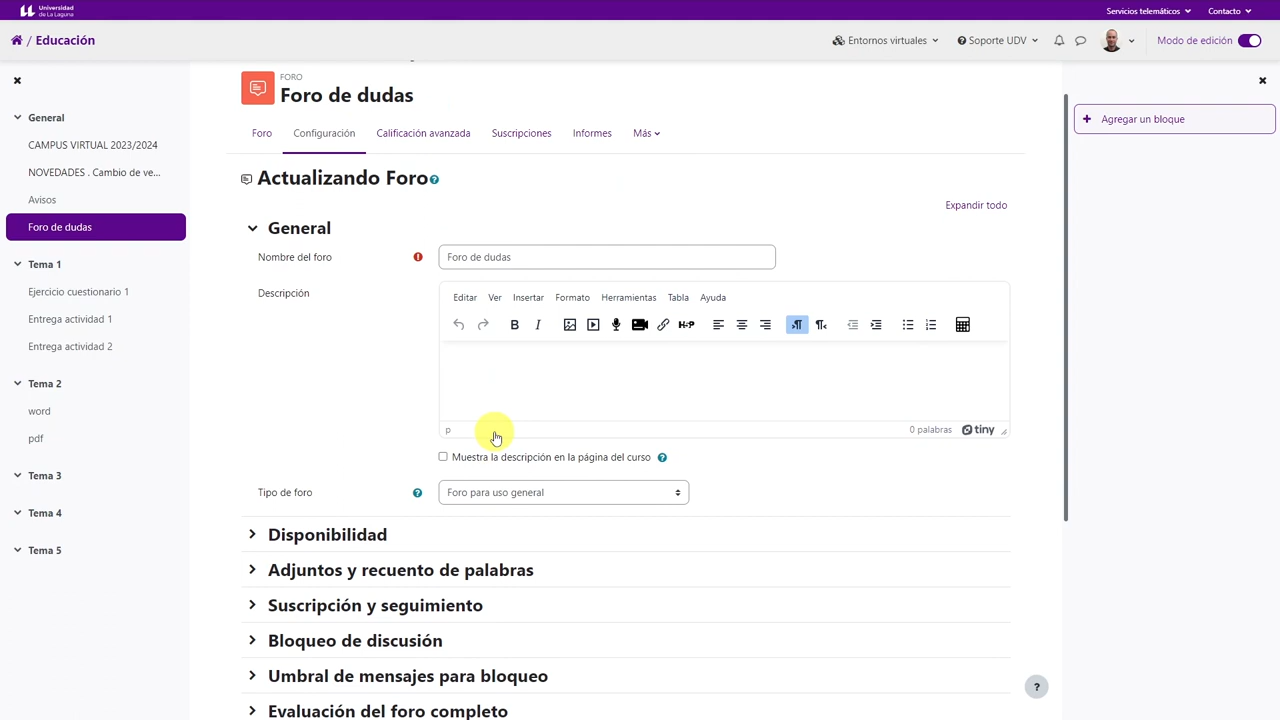 Universidad
de La Laguna
Servicios telemáticos
Contacto
/ Educación
Entornos virtuales
Soporte UDV
Modo de edición
General
CAMPUS VIRTUAL 2023/2024
NOVEDADES . Cambio de ve...
Avisos
Foro de dudas
Tema 1
Ejercicio cuestionario 1
Entrega actividad 1
Entrega actividad 2
Tema 2
word
pdf
Tema 3
Tema 4
Tema 5
FORO
Foro de dudas
Foro
Configuración
Calificación avanzada
Suscripciones
Informes
Más
Actualizando Foro
Expandir todo
General
Nombre del foro
Foro de dudas
Descripción
Editar
Ver
Insertar
Formato
Herramientas
Tabla
Ayuda
B
I
H-P
p
0 palabras
tiny
Muestra la descripción en la página del curso
Tipo de foro
Foro para uso general
Disponibilidad
Adjuntos y recuento de palabras
Suscripción y seguimiento
Bloqueo de discusión
Umbral de mensajes para bloqueo
Evaluación del foro completo
Agregar un bloque
?